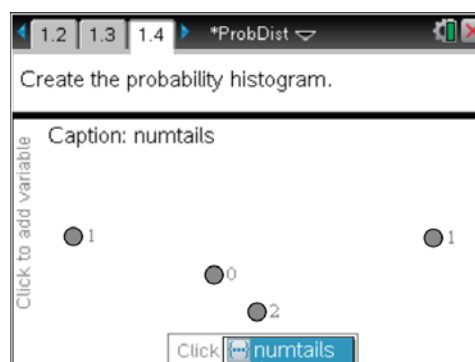 1.2 1.3 1.4 *ProbDist
Create the probability histogram.
Caption: numtails
Click to add variable
1
1
0
2
Click numtails